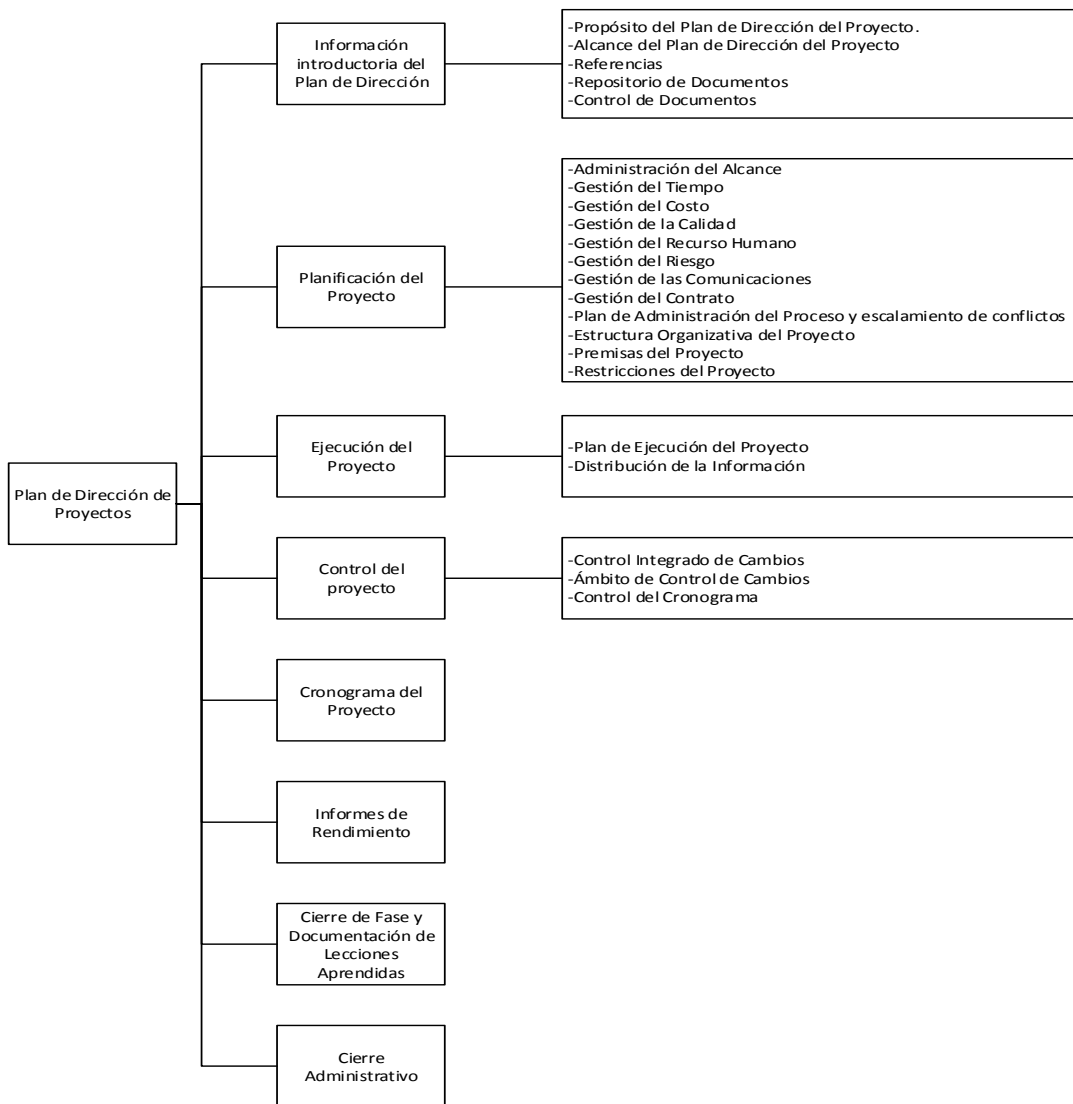 Plan de Dirección de
Proyectos
Información
introductoria del
Plan de Dirección
-Propósito del Plan de Dirección del Proyecto.
-Alcance del Plan de Dirección del Proyecto
-Referencias
-Repositorio de Documentos
-Control de Documentos
Planificación del
Proyecto
-Administración del Alcance
-Gestión del Tiempo
-Gestión del Costo
-Gestión de la Calidad
-Gestión del Recurso Humano
-Gestión del Riesgo
-Gestión de las Comunicaciones
-Gestión del Contrato
-Plan de Administración del Proceso y escalamiento de conflictos
-Estructura Organizativa del Proyecto
-Premisas del Proyecto
-Restricciones del Proyecto
Ejecución del
Proyecto
-Plan de Ejecución del Proyecto
-Distribución de la Información
Control del
proyecto
-Control Integrado de Cambios
-Ámbito de Control de Cambios
-Control del Cronograma
Cronograma del
Proyecto
Informes de
Rendimiento
Cierre de Fase y
Documentación de
Lecciones
Aprendidas
Cierre
Administrativo